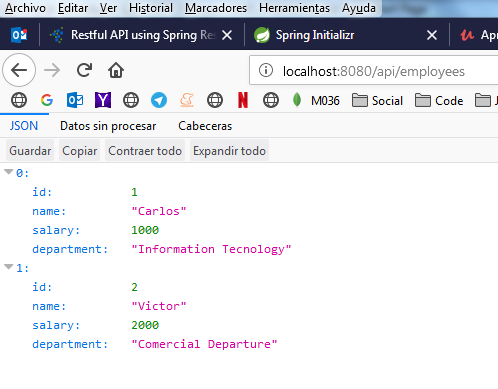 Archivo Editar Ver Historial Marcadores Herramientas Ayuda
Restful API using Spring Re Spring Initializr Apr
localhost:8080/api/employees
M036 Social Code J
JSON Datos sin procesar Cabeceras
Guardar Copiar Contraer todo Expandir todo
0:
id: 1
name: "Carlos"
salary: 1000
department: "Information Tecnology"
1:
id: 2
name: "Victor"
salary: 2000
department: "Comercial Departure"